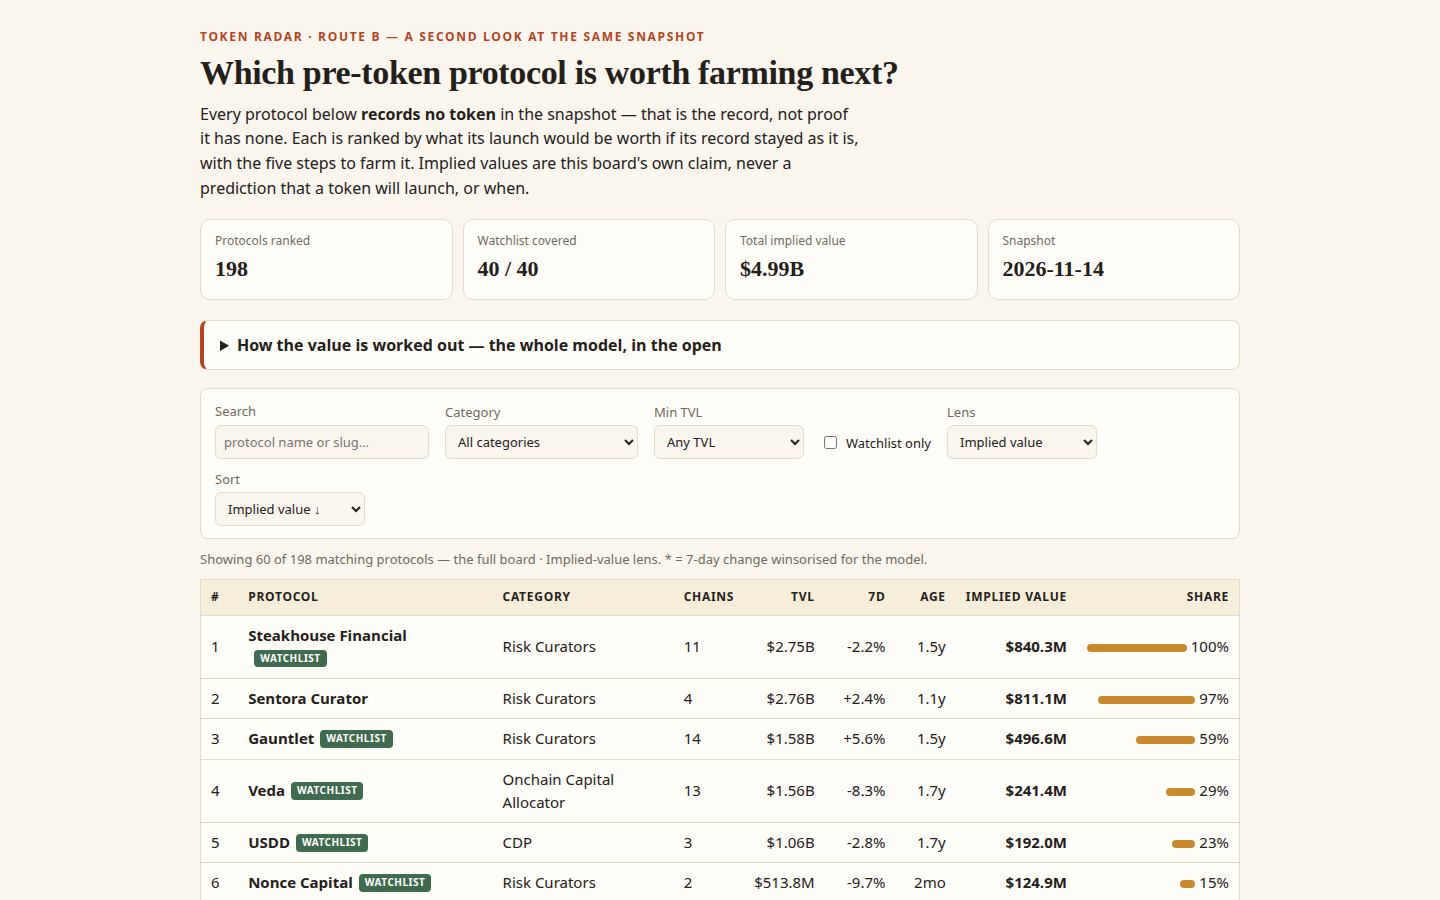 TOKEN RADAR · ROUTE B — A SECOND LOOK AT THE SAME SNAPSHOT
Which pre-token protocol is worth farming next?
Every protocol below records no token in the snapshot — that is the record, not proof
it has none. Each is ranked by what its launch would be worth if its record stayed as it is,
with the five steps to farm it. Implied values are this board's own claim, never a
prediction that a token will launch, or when.
Protocols ranked
198
Watchlist covered
40 / 40
Total implied value
$4.99B
Snapshot
2026-11-14
▶ How the value is worked out — the whole model, in the open
Search
protocol name or slug...
Category
All categories
Min TVL
Any TVL
Watchlist only
Lens
Implied value
Sort
Implied value ↓
Showing 60 of 198 matching protocols — the full board · Implied-value lens. * = 7-day change winsorised for the model.
# PROTOCOL CATEGORY CHAINS TVL 7D AGE IMPLIED VALUE SHARE
1 Steakhouse Financial WATCHLIST Risk Curators 11 $2.75B -2.2% 1.5y $840.3M 100%
2 Sentora Curator Risk Curators 4 $2.76B +2.4% 1.1y $811.1M 97%
3 Gauntlet WATCHLIST Risk Curators 14 $1.58B +5.6% 1.5y $496.6M 59%
4 Veda WATCHLIST Onchain Capital Allocator 13 $1.56B -8.3% 1.7y $241.4M 29%
5 USDD WATCHLIST CDP 3 $1.06B -2.8% 1.7y $192.0M 23%
6 Nonce Capital WATCHLIST Risk Curators 2 $513.8M -9.7% 2mo $124.9M 15%